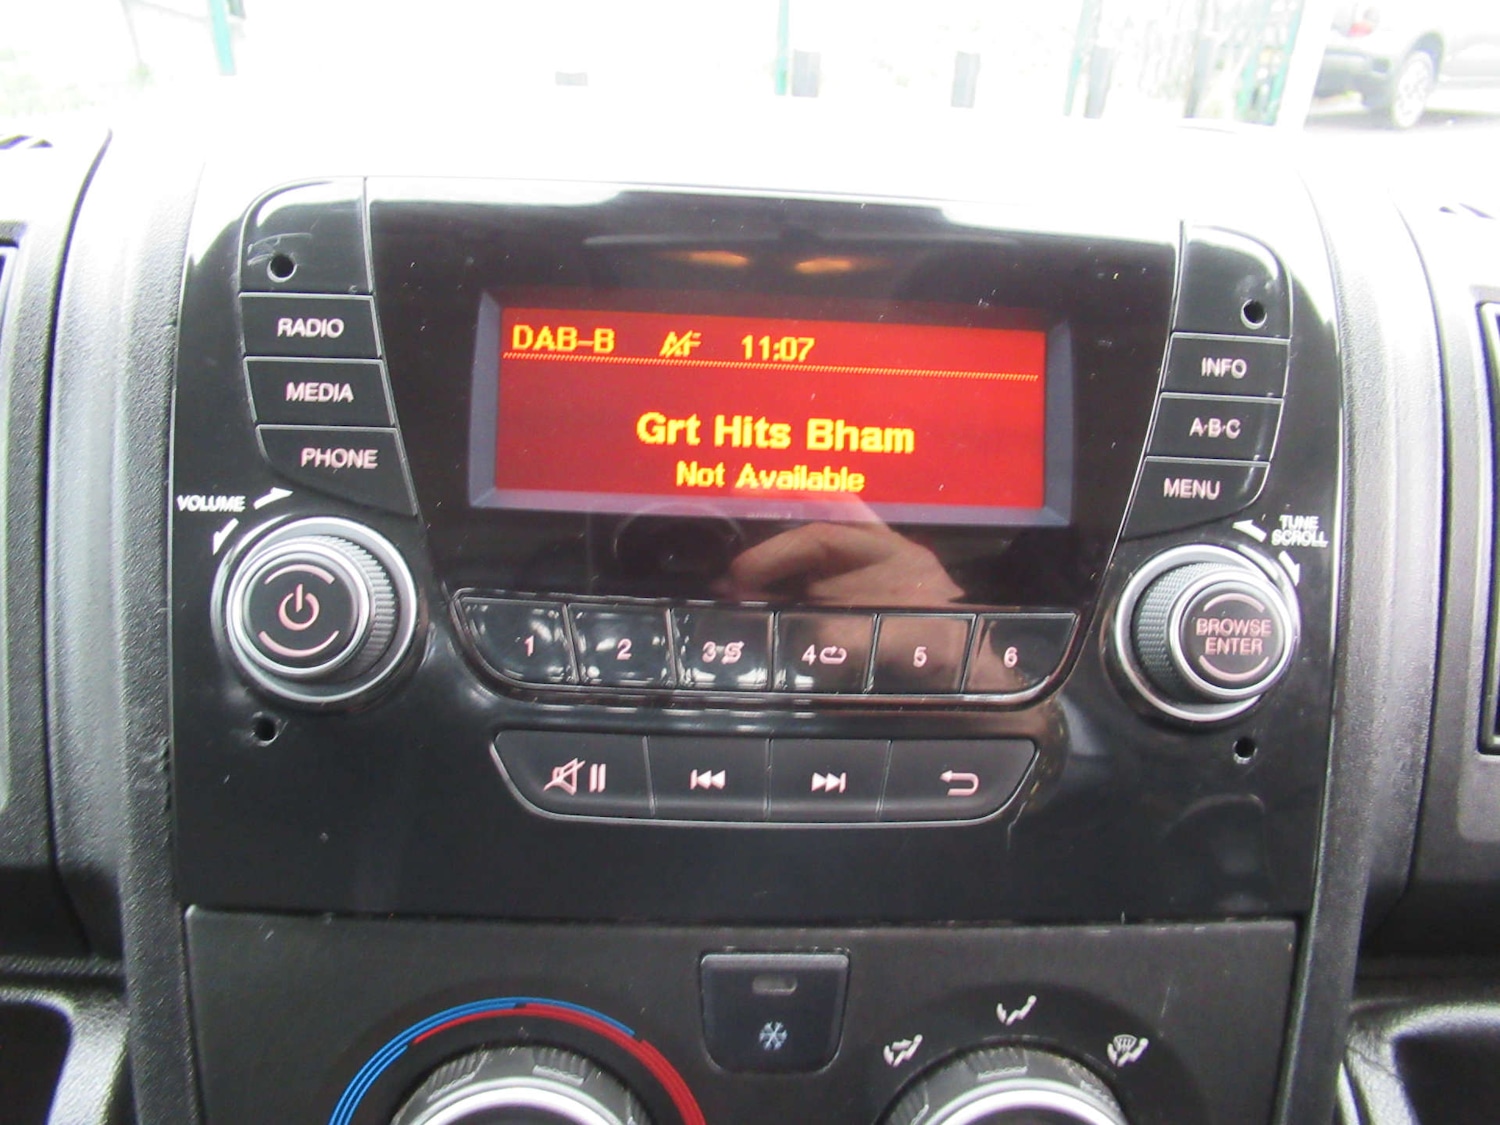 DAB-B AF 11:07
Grt Hits Bham
Not Available
RADIO
MEDIA
PHONE
VOLUME
INFO
A·B·C
MENU
TUNE
SCROLL
BROWSE
ENTER
1 2 3 4 5 6